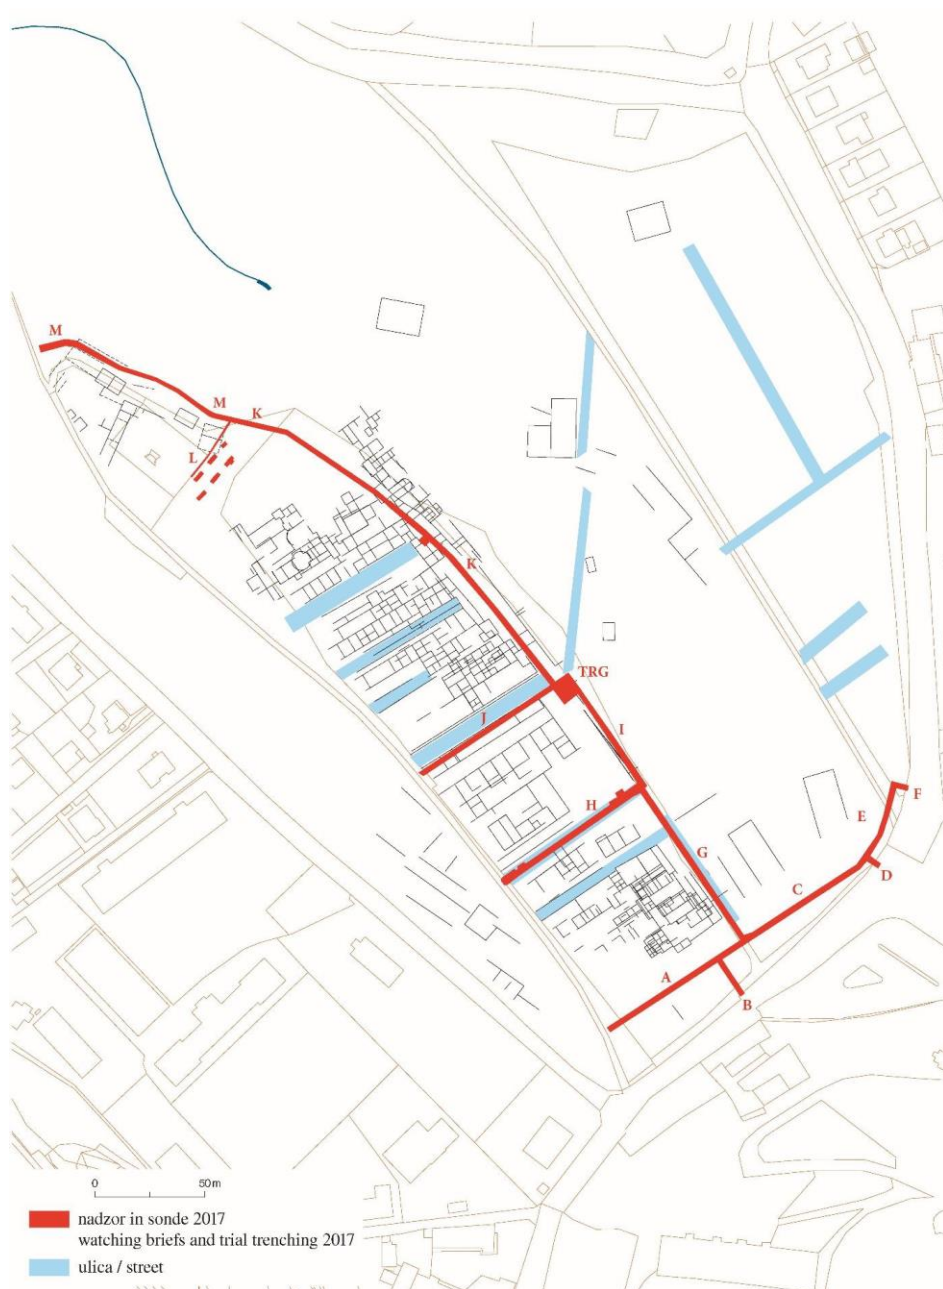 M
M
K
L
K
TRG
J
I
H
F
E
G
D
C
A
B
0
50m
nadzor in sonde 2017
watching briefs and trial trenching 2017
ulica / street